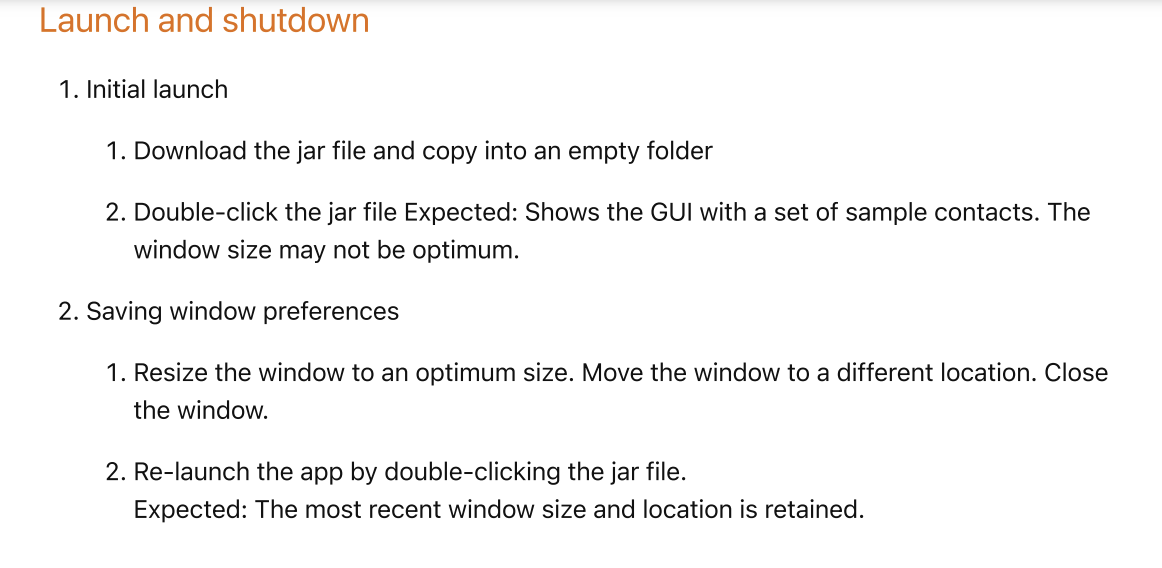 Launch and shutdown
1. Initial launch
1. Download the jar file and copy into an empty folder
2. Double-click the jar file Expected: Shows the GUI with a set of sample contacts. The
window size may not be optimum.
2. Saving window preferences
1. Resize the window to an optimum size. Move the window to a different location. Close
the window.
2. Re-launch the app by double-clicking the jar file.
Expected: The most recent window size and location is retained.